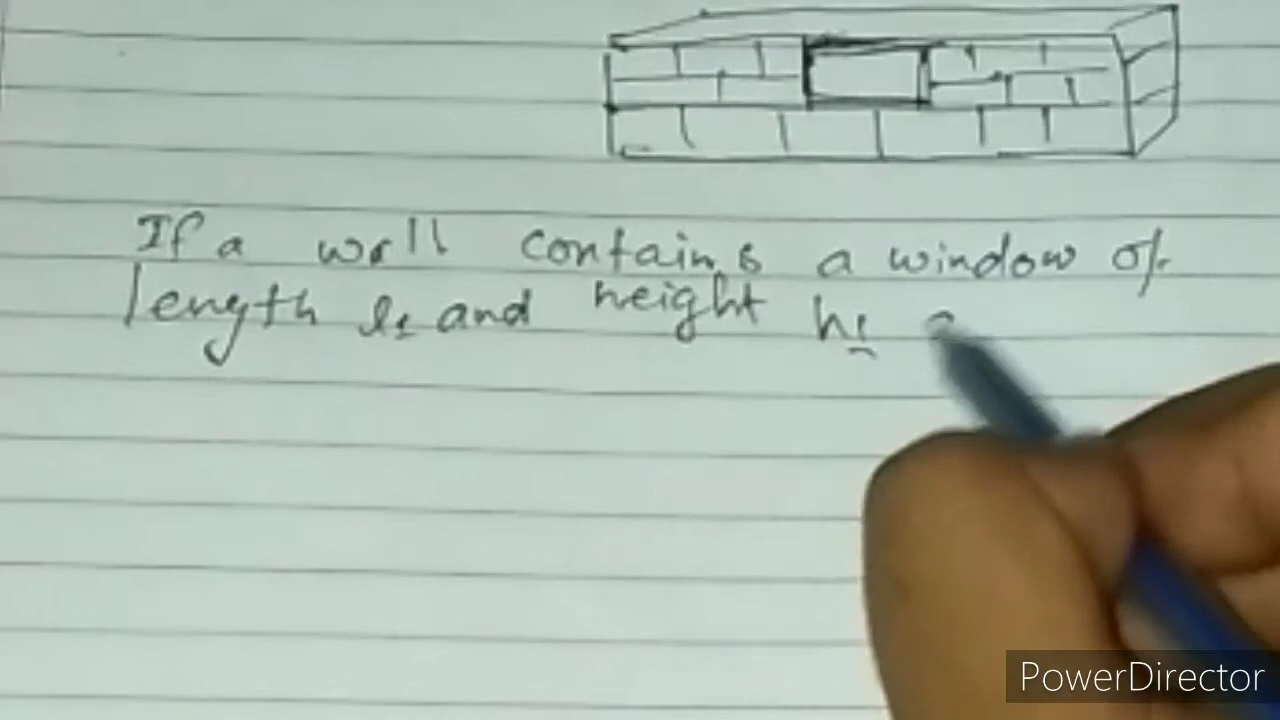 If a wall contains a window of
length l1 and height h1
PowerDirector